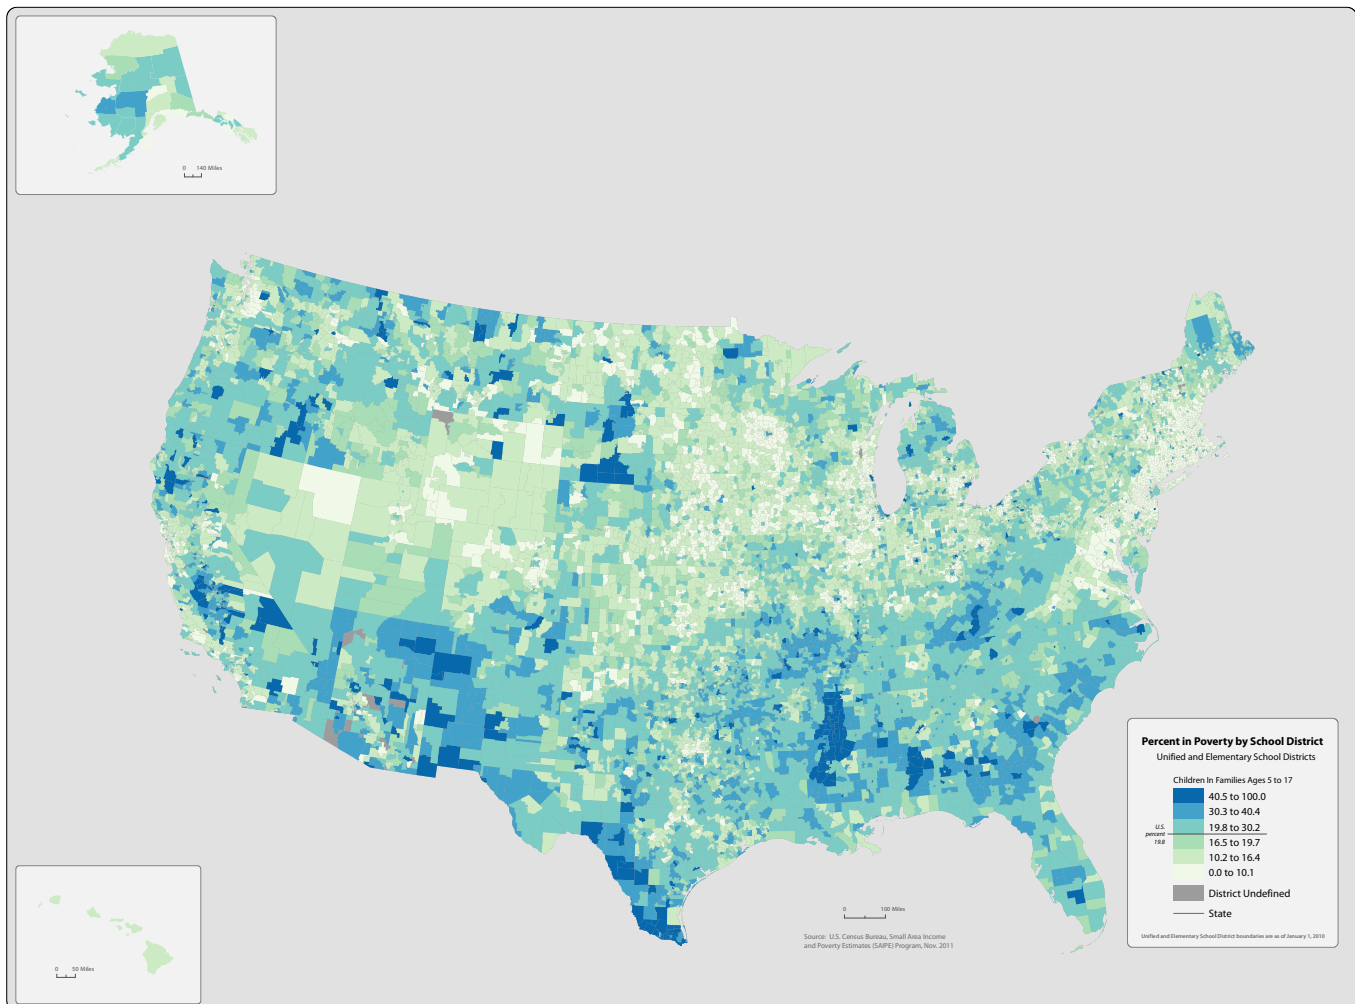 0 140 Miles
Percent in Poverty by School District
Unified and Elementary School Districts
Children In Families Ages 5 to 17
40.5 to 100.0
30.3 to 40.4
19.8 to 30.2
U.S.
percent
19.8
16.5 to 19.7
10.2 to 16.4
0.0 to 10.1
District Undefined
State
Unified and Elementary School District boundaries are as of January 1, 2010
0 100 Miles
Source: U.S. Census Bureau, Small Area Income
and Poverty Estimates (SAIPE) Program, Nov. 2011
0 50 Miles